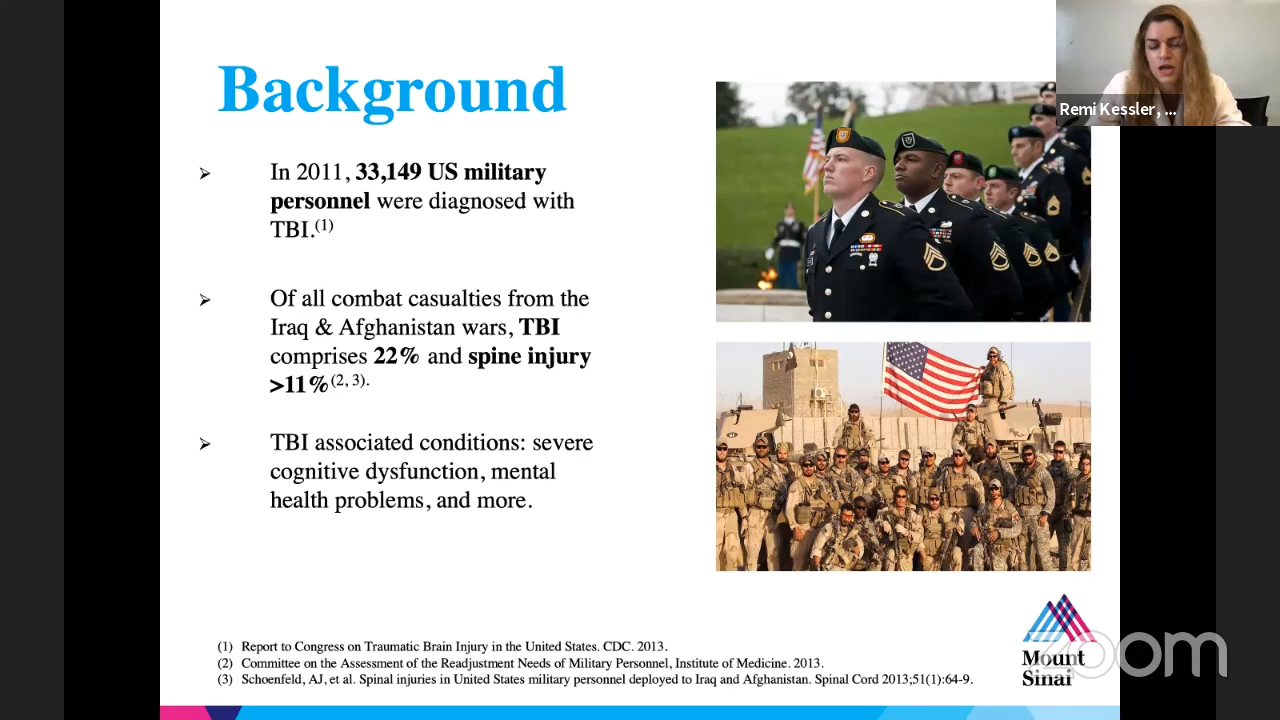 Background
Remi Kessler, ...
➢ In 2011, 33,149 US military
personnel were diagnosed with
TBI.(1)
➢ Of all combat casualties from the
Iraq & Afghanistan wars, TBI
comprises 22% and spine injury
>11%(2, 3).
➢ TBI associated conditions: severe
cognitive dysfunction, mental
health problems, and more.
(1) Report to Congress on Traumatic Brain Injury in the United States. CDC. 2013.
(2) Committee on the Assessment of the Readjustment Needs of Military Personnel, Institute of Medicine. 2013.
(3) Schoenfeld, AJ, et al. Spinal injuries in United States military personnel deployed to Iraq and Afghanistan. Spinal Cord 2013;51(1):64-9.
Mount
Sinai
zoom